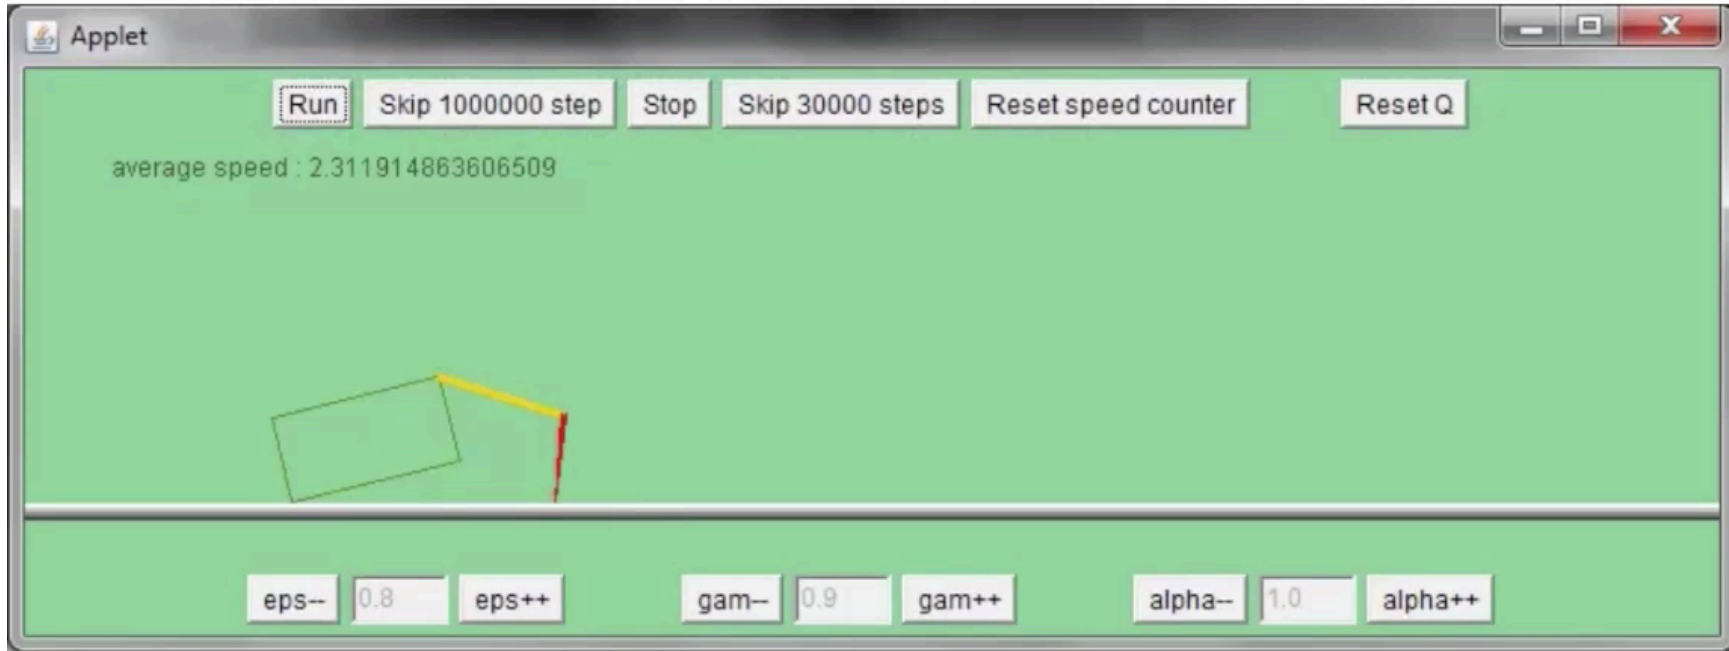 Applet
Run Skip 1000000 step Stop Skip 30000 steps Reset speed counter Reset Q
average speed : 2.311914863606509
eps-- 0.8 eps++ gam-- 0.9 gam++ alpha-- 1.0 alpha++